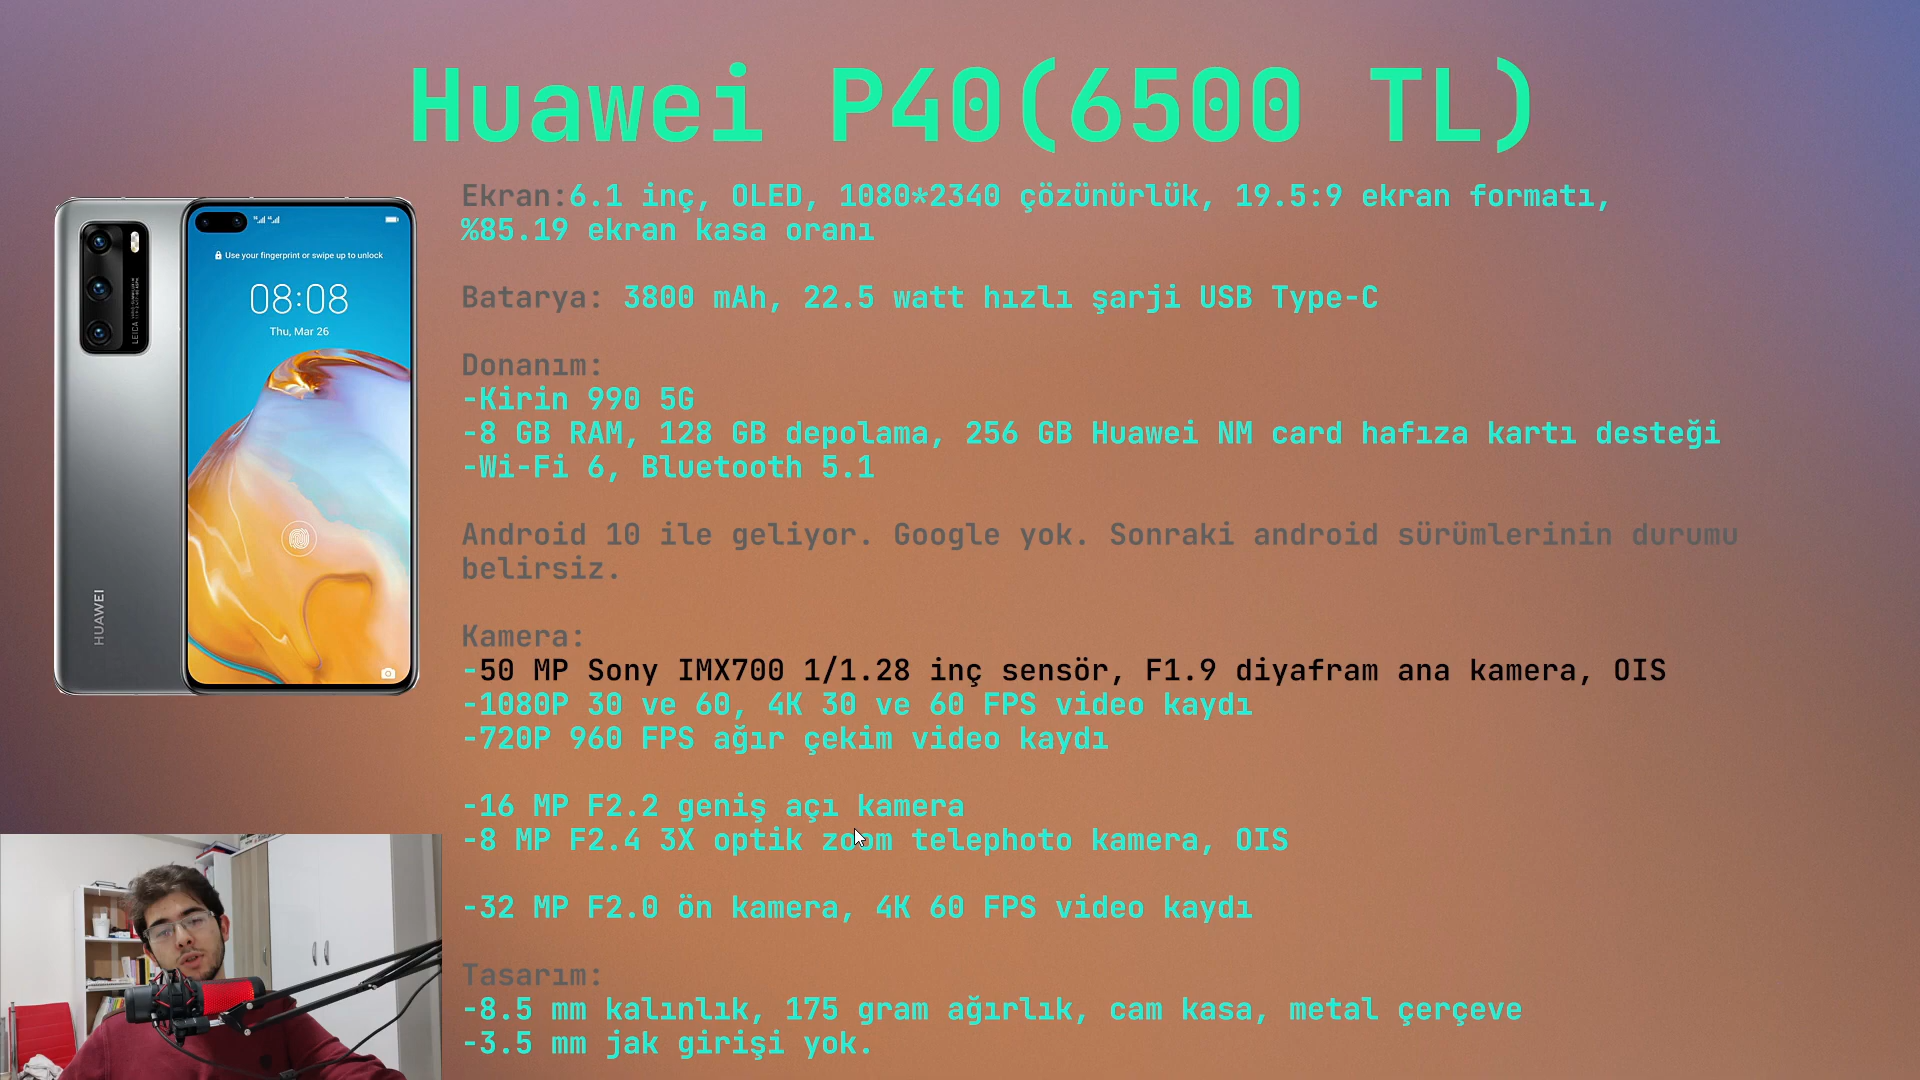 Huawei P40(6500 TL)
Ekran:6.1 inç, OLED, 1080*2340 çözünürlük, 19.5:9 ekran formatı,
%85.19 ekran kasa oranı
Batarya: 3800 mAh, 22.5 watt hızlı şarji USB Type-C
Donanım:
-Kirin 990 5G
-8 GB RAM, 128 GB depolama, 256 GB Huawei NM card hafıza kartı desteği
-Wi-Fi 6, Bluetooth 5.1
Android 10 ile geliyor. Google yok. Sonraki android sürümlerinin durumu
belirsiz.
Kamera:
-50 MP Sony IMX700 1/1.28 inç sensör, F1.9 diyafram ana kamera, OIS
-1080P 30 ve 60, 4K 30 ve 60 FPS video kaydı
-720P 960 FPS ağır çekim video kaydı
-16 MP F2.2 geniş açı kamera
-8 MP F2.4 3X optik zoom telephoto kamera, OIS
-32 MP F2.0 ön kamera, 4K 60 FPS video kaydı
Tasarım:
-8.5 mm kalınlık, 175 gram ağırlık, cam kasa, metal çerçeve
-3.5 mm jak girişi yok.
Use your fingerprint or swipe up to unlock
08:08
Thu, Mar 26
HUAWEI
LEICA